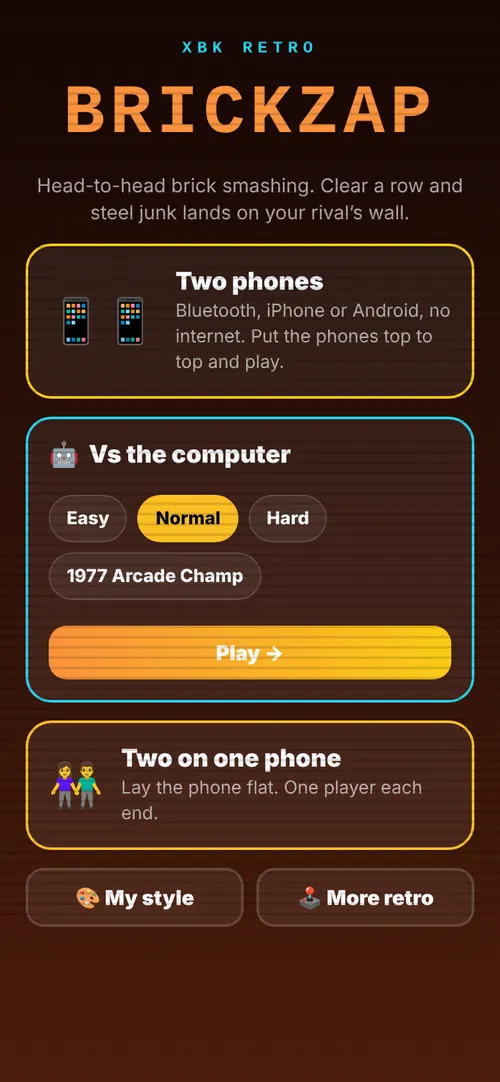 XBK RETRO
BRICKZAP
Head-to-head brick smashing. Clear a row and
steel junk lands on your rival’s wall.
Two phones
Bluetooth, iPhone or Android, no
internet. Put the phones top to
top and play.
Vs the computer
Easy
Normal
Hard
1977 Arcade Champ
Play →
Two on one phone
Lay the phone flat. One player each
end.
My style
More retro